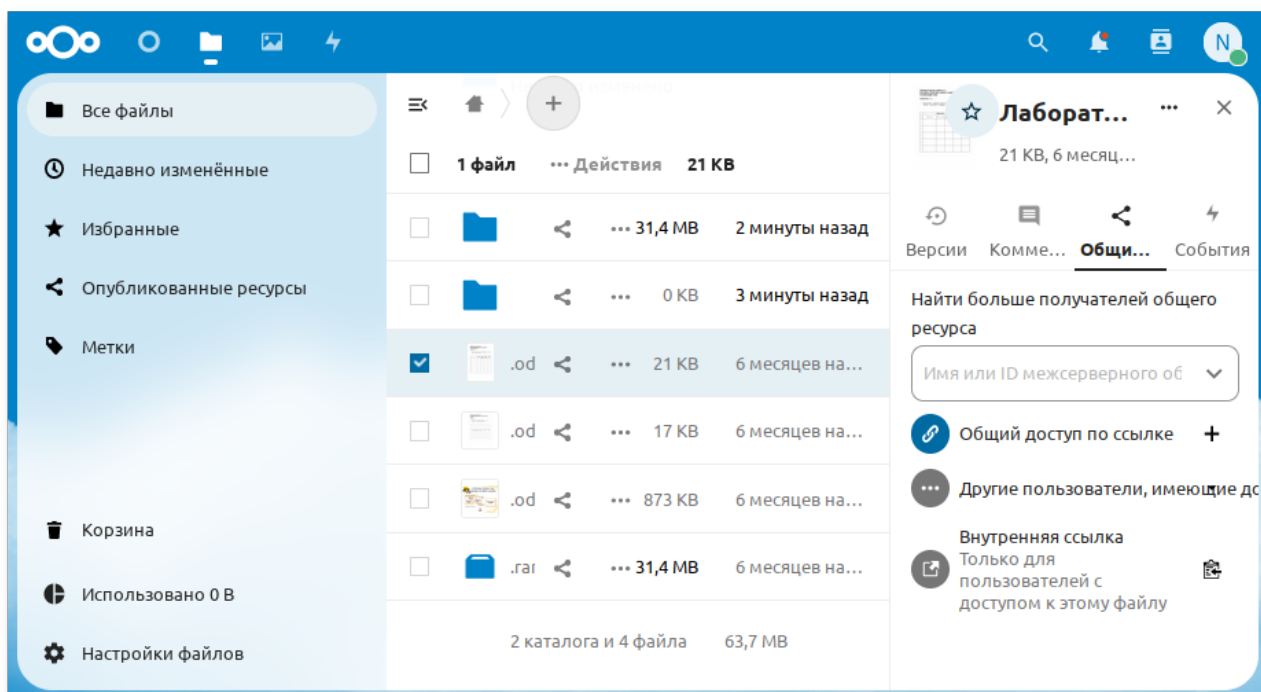 N
Все файлы
Недавно изменённые
Избранные
Опубликованные ресурсы
Метки
Корзина
Использовано 0 B
Настройки файлов
1 файл ··· Действия 21 KB
··· 31,4 MB 2 минуты назад
··· 0 KB 3 минуты назад
.od ··· 21 KB 6 месяцев на...
.od ··· 17 KB 6 месяцев на...
.od ··· 873 KB 6 месяцев на...
.rar ··· 31,4 MB 6 месяцев на...
2 каталога и 4 файла 63,7 MB
Лаборат... ···
21 KB, 6 месяц...
Версии Комме... Общи... События
Найти больше получателей общего
ресурса
Имя или ID межсерверного об
Общий доступ по ссылке +
Другие пользователи, имеющие до
Внутренняя ссылка
Только для
пользователей с
доступом к этому файлу